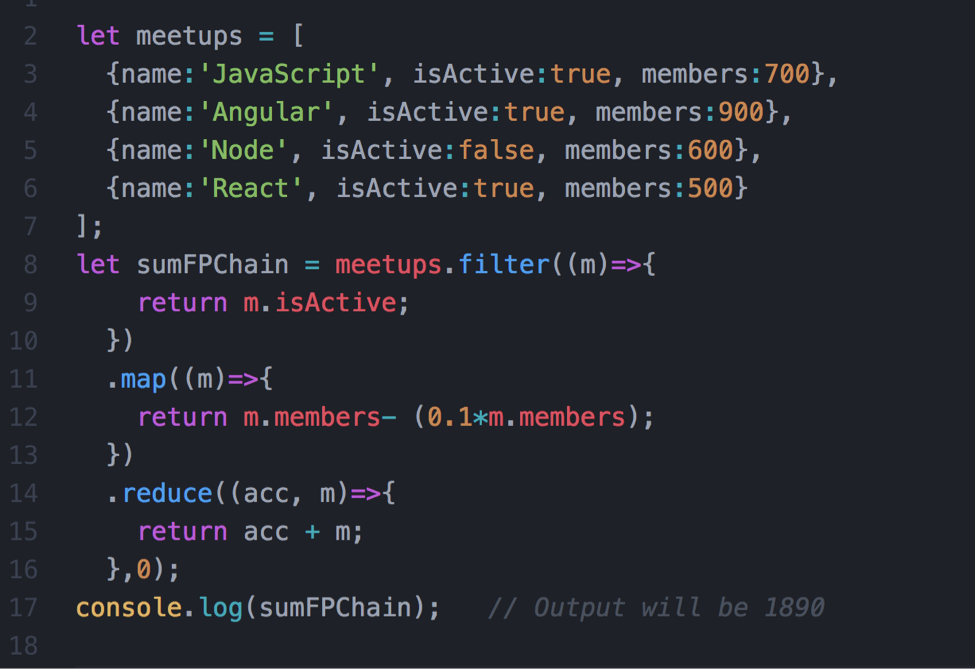 1
2 let meetups = [
3 {name:'JavaScript', isActive:true, members:700},
4 {name:'Angular', isActive:true, members:900},
5 {name:'Node', isActive:false, members:600},
6 {name:'React', isActive:true, members:500}
7 ];
8 let sumFPChain = meetups.filter((m)=>{
9 return m.isActive;
10 })
11 .map((m)=>{
12 return m.members- (0.1*m.members);
13 })
14 .reduce((acc, m)=>{
15 return acc + m;
16 },0);
17 console.log(sumFPChain); // Output will be 1890
18